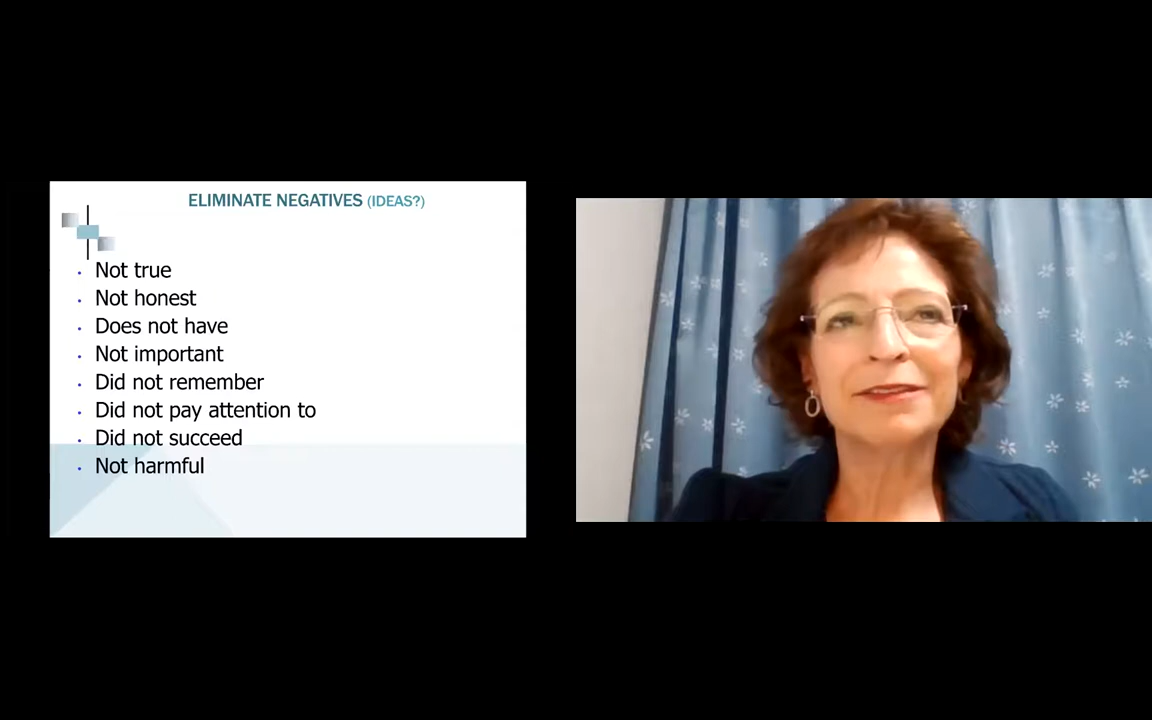 ELIMINATE NEGATIVES (IDEAS?)
Not true
Not honest
Does not have
Not important
Did not remember
Did not pay attention to
Did not succeed
Not harmful